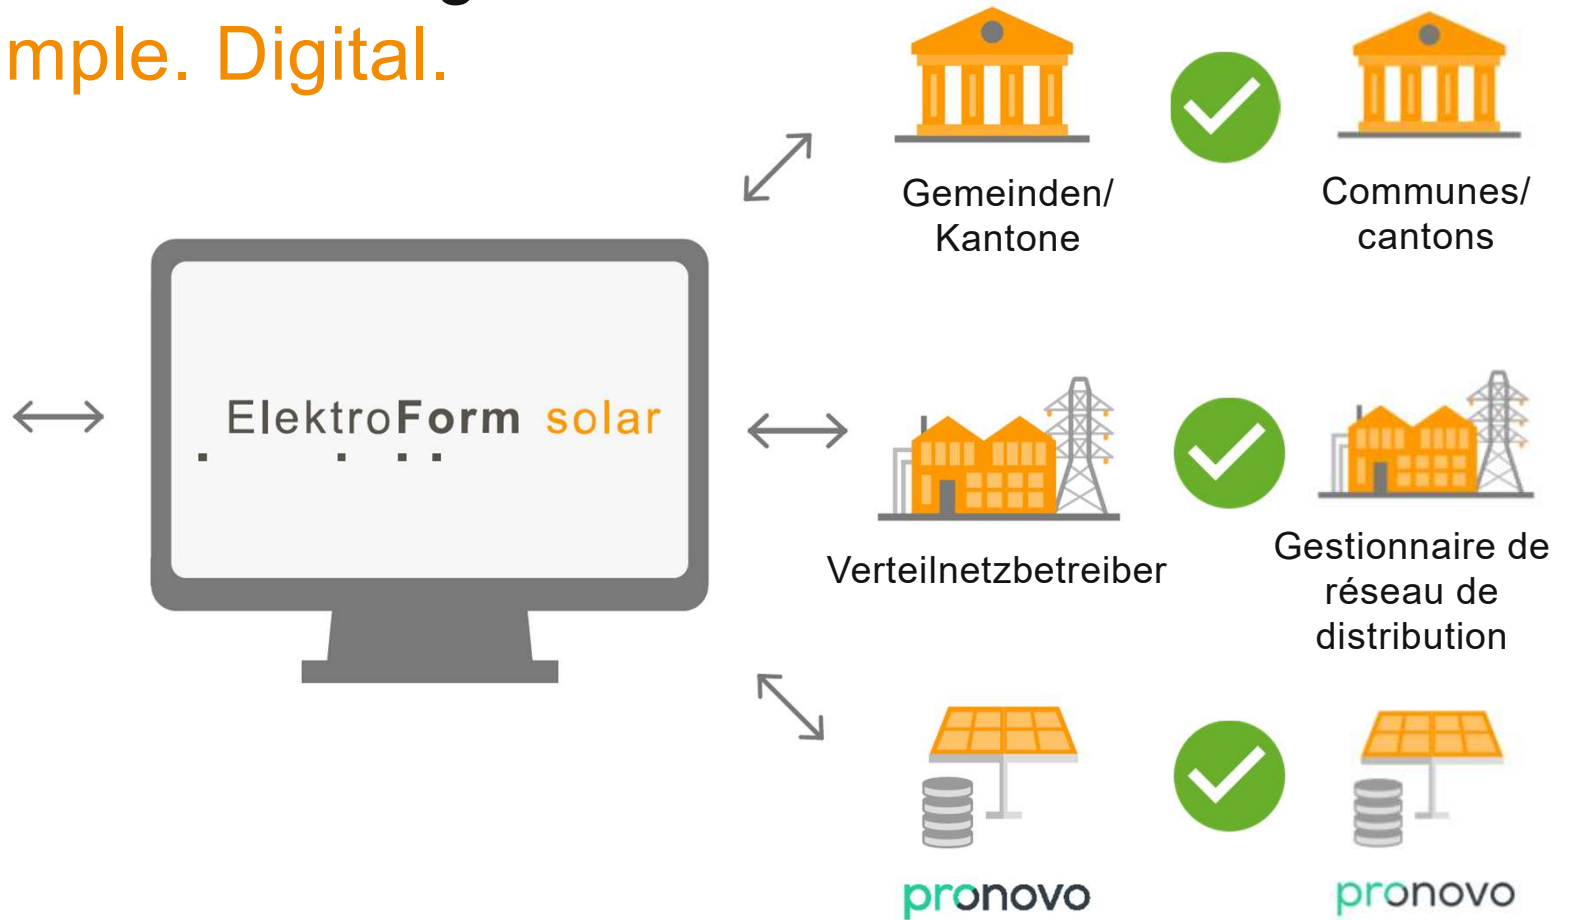 mple. Digital.
ElektroForm solar
Gemeinden/
Kantone
Communes/
cantons
Verteilnetzbetreiber
Gestionnaire de
réseau de
distribution
pronovo
pronovo